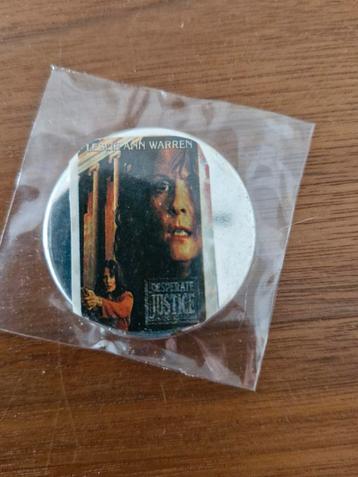 LESLIE ANN WARREN
DESPERATE
JUSTICE